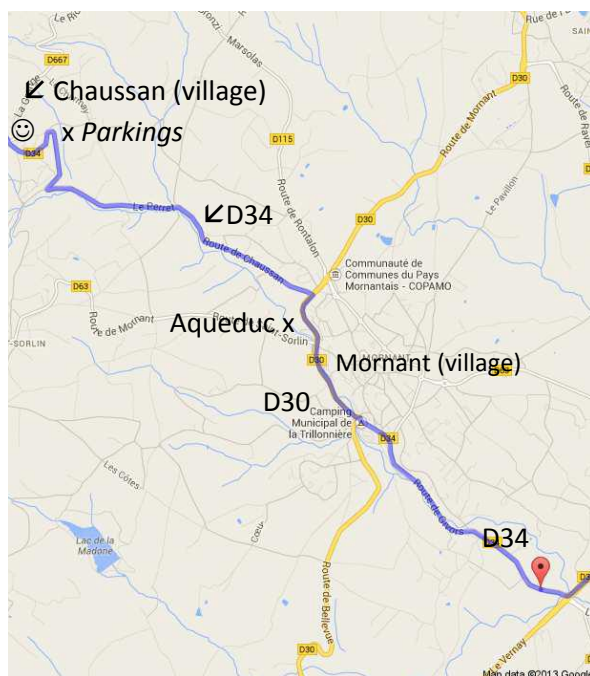 D667
Marsolas
D30
↙ Chaussan (village)
☺ x Parkings
D34
D115
Route de Mornant
Le Pavillon
Le Perret
↙D34
Route de Rontalon
D30
Route de Chaussan
Communauté de
Communes du Pays
Mornantais - COPAMO
D63
Aqueduc x
Route de Mornant
D30
Mornant (village)
D30
Camping
Municipal de
la Trillonnière
D34
Les Côtes
Route de Givors
D34
Lac de la
Madone
Route de Bellevue
D30
Le Vernay
Map data ©2013 Google